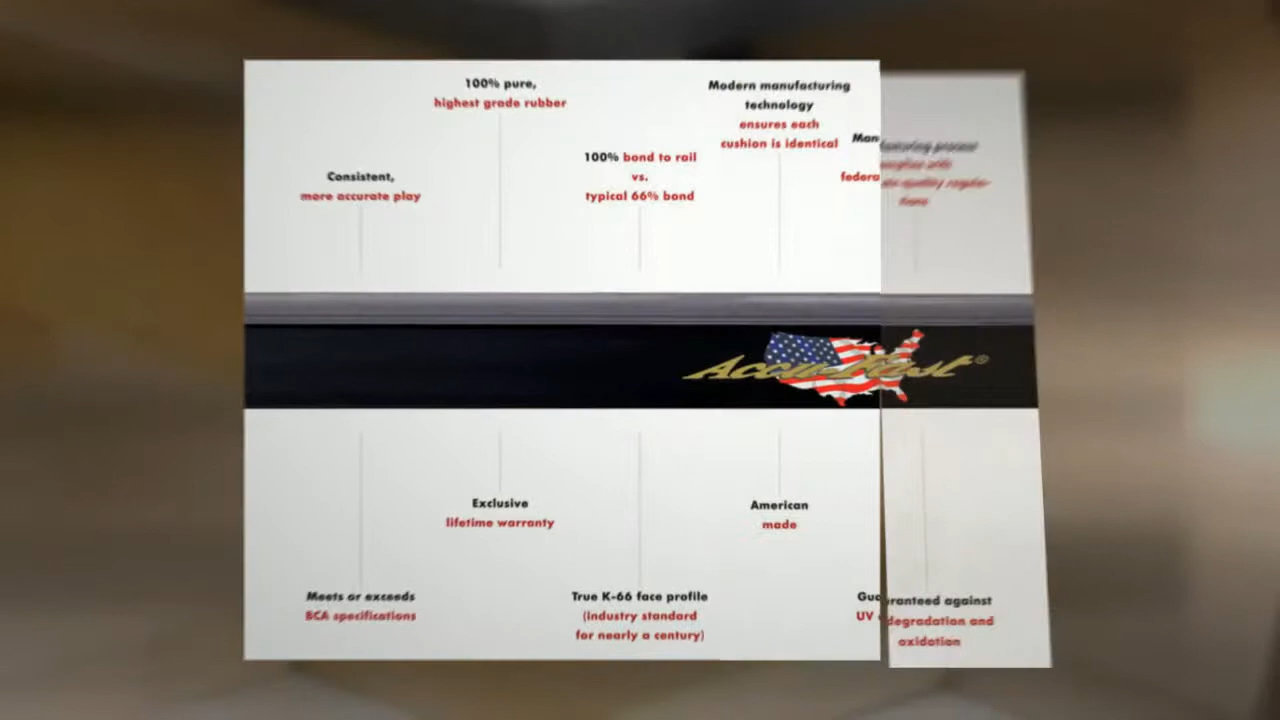 100% pure,
highest grade rubber
Modern manufacturing
technology
ensures each
cushion is identical
100% bond to rail
vs.
typical 66% bond
Consistent,
more accurate play
Accu-Fast®
Exclusive
lifetime warranty
American
made
Meets or exceeds
BCA specifications
True K-66 face profile
(industry standard
for nearly a century)
Guaranteed against
UV degradation and
oxidation